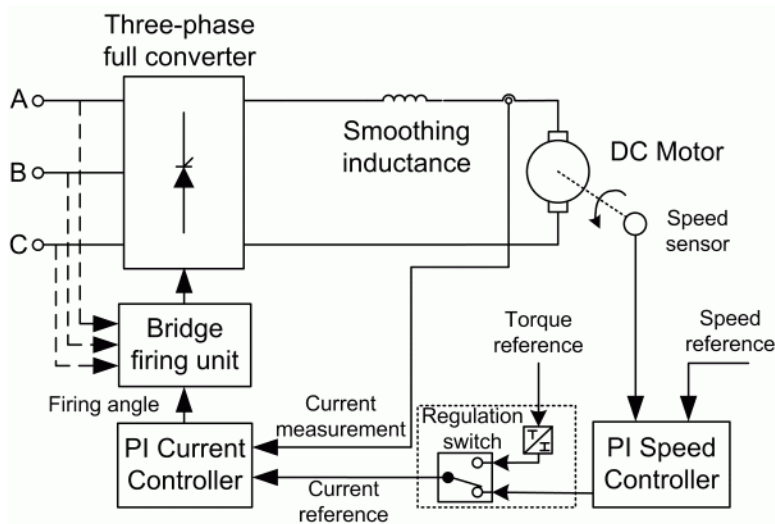 Three-phase
full converter
A
B
C
Smoothing
inductance
DC Motor
Speed
sensor
Bridge
firing unit
Torque
reference
Speed
reference
Firing angle
Current
measurement
Regulation
switch
T
I
PI Current
Controller
PI Speed
Controller
Current
reference